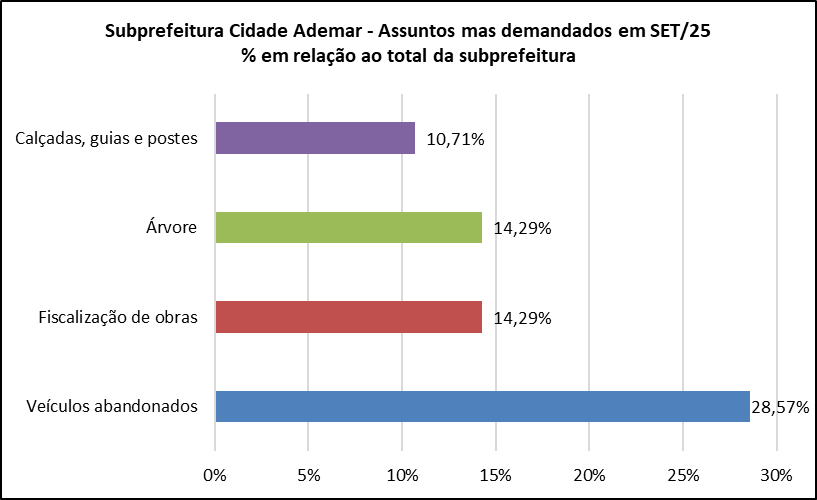 Subprefeitura Cidade Ademar - Assuntos mas demandados em SET/25
% em relação ao total da subprefeitura
Calçadas, guias e postes
10,71%
Árvore
14,29%
Fiscalização de obras
14,29%
Veículos abandonados
28,57%
0%
5%
10%
15%
20%
25%
30%